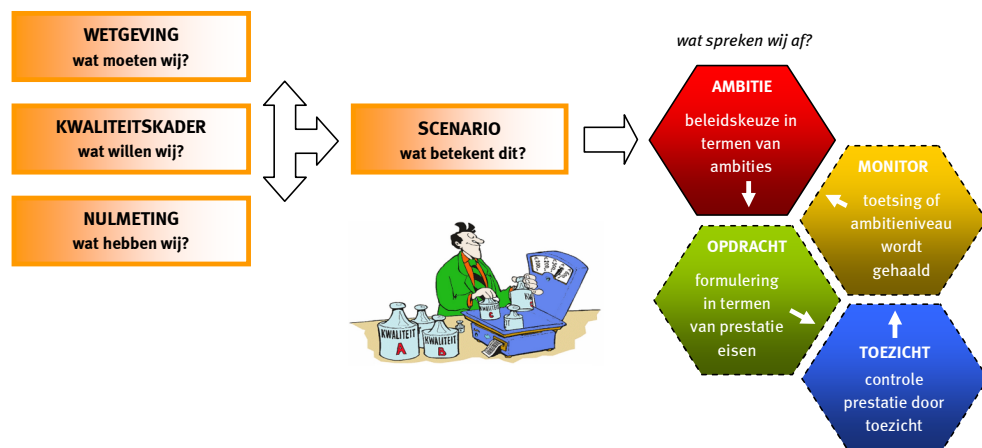 WETGEVING
wat moeten wij?
KWALITEITSKADER
wat willen wij?
NULMETING
wat hebben wij?
SCENARIO
wat betekent dit?
wat spreken wij af?
AMBITIE
beleidskeuze in
termen van
ambities
MONITOR
toetsing of
ambitieniveau
wordt
gehaald
OPDRACHT
formulering
in termen
van prestatie
eisen
TOEZICHT
controle
prestatie door
toezicht
KWALITEIT
A
KWALITEIT
B
KWALITEIT
C